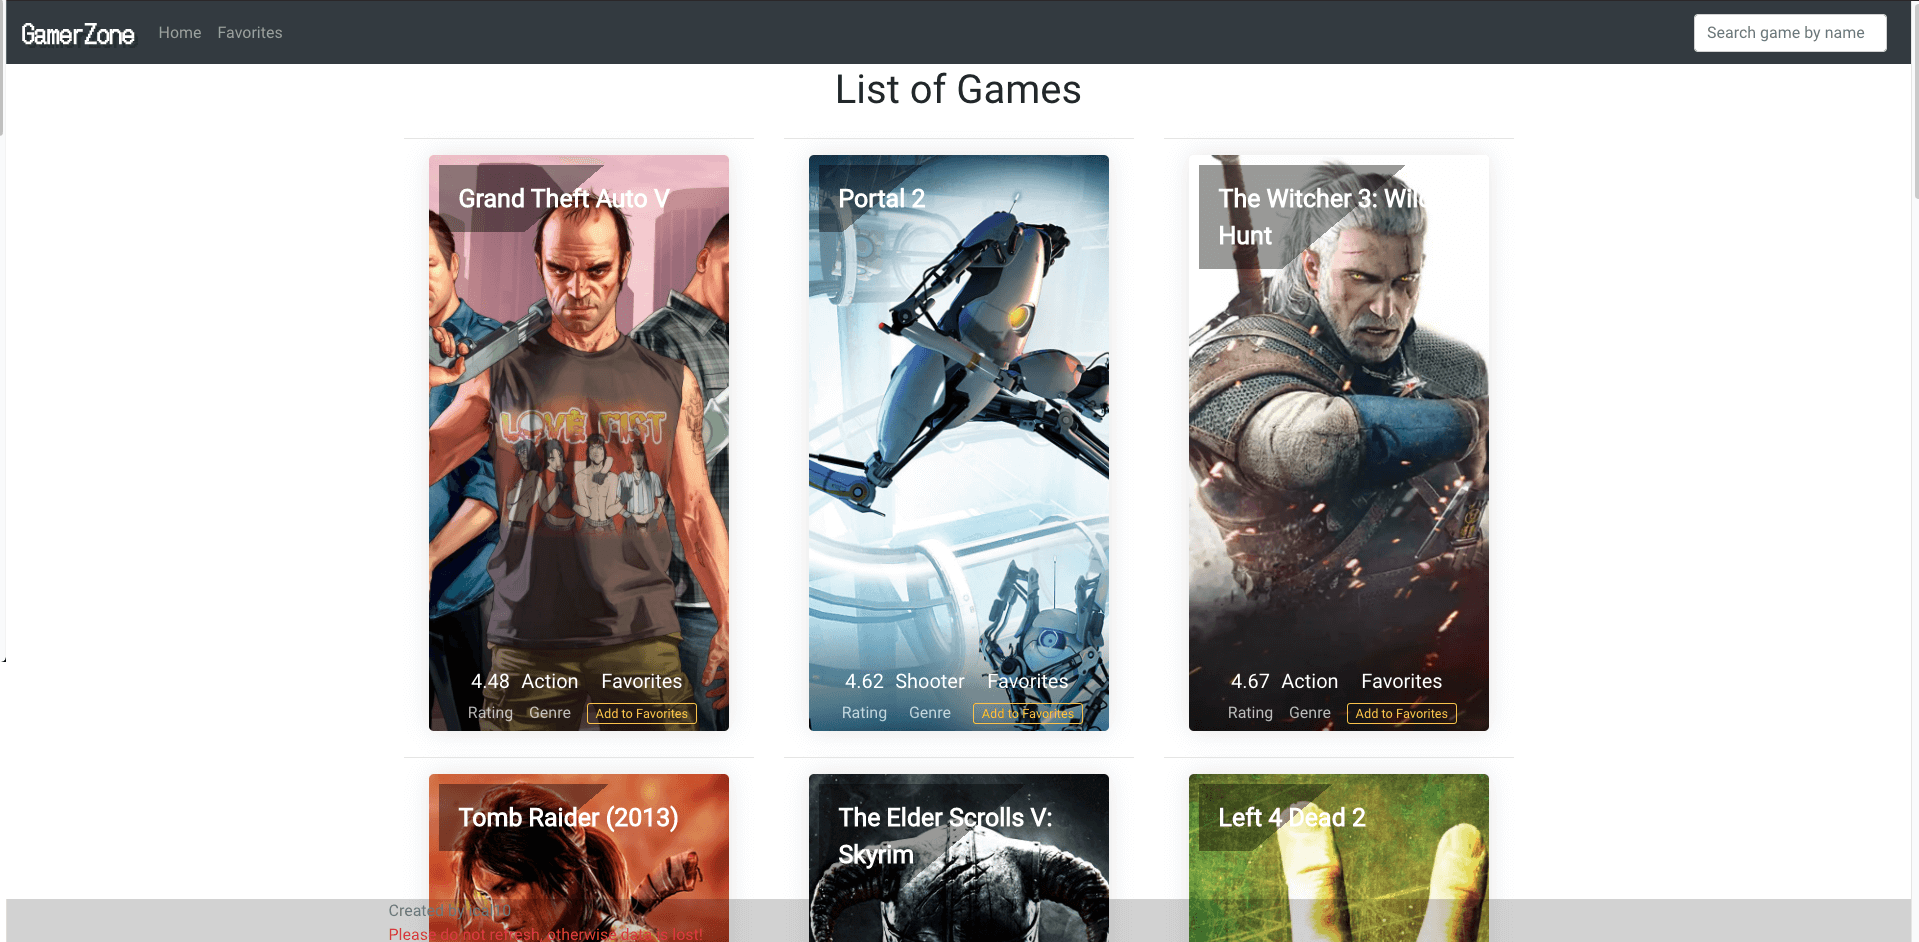 GamerZone Home Favorites Search game by name
List of Games
Grand Theft Auto V
Portal 2
The Witcher 3: Wild
Hunt
LOVE FIST
4.48 Action Favorites
Rating Genre Add to Favorites
4.62 Shooter Favorites
Rating Genre Add to Favorites
4.67 Action Favorites
Rating Genre Add to Favorites
Tomb Raider (2013)
The Elder Scrolls V:
Skyrim
Left 4 Dead 2
Created
Please do not refresh, otherwise data is lost!